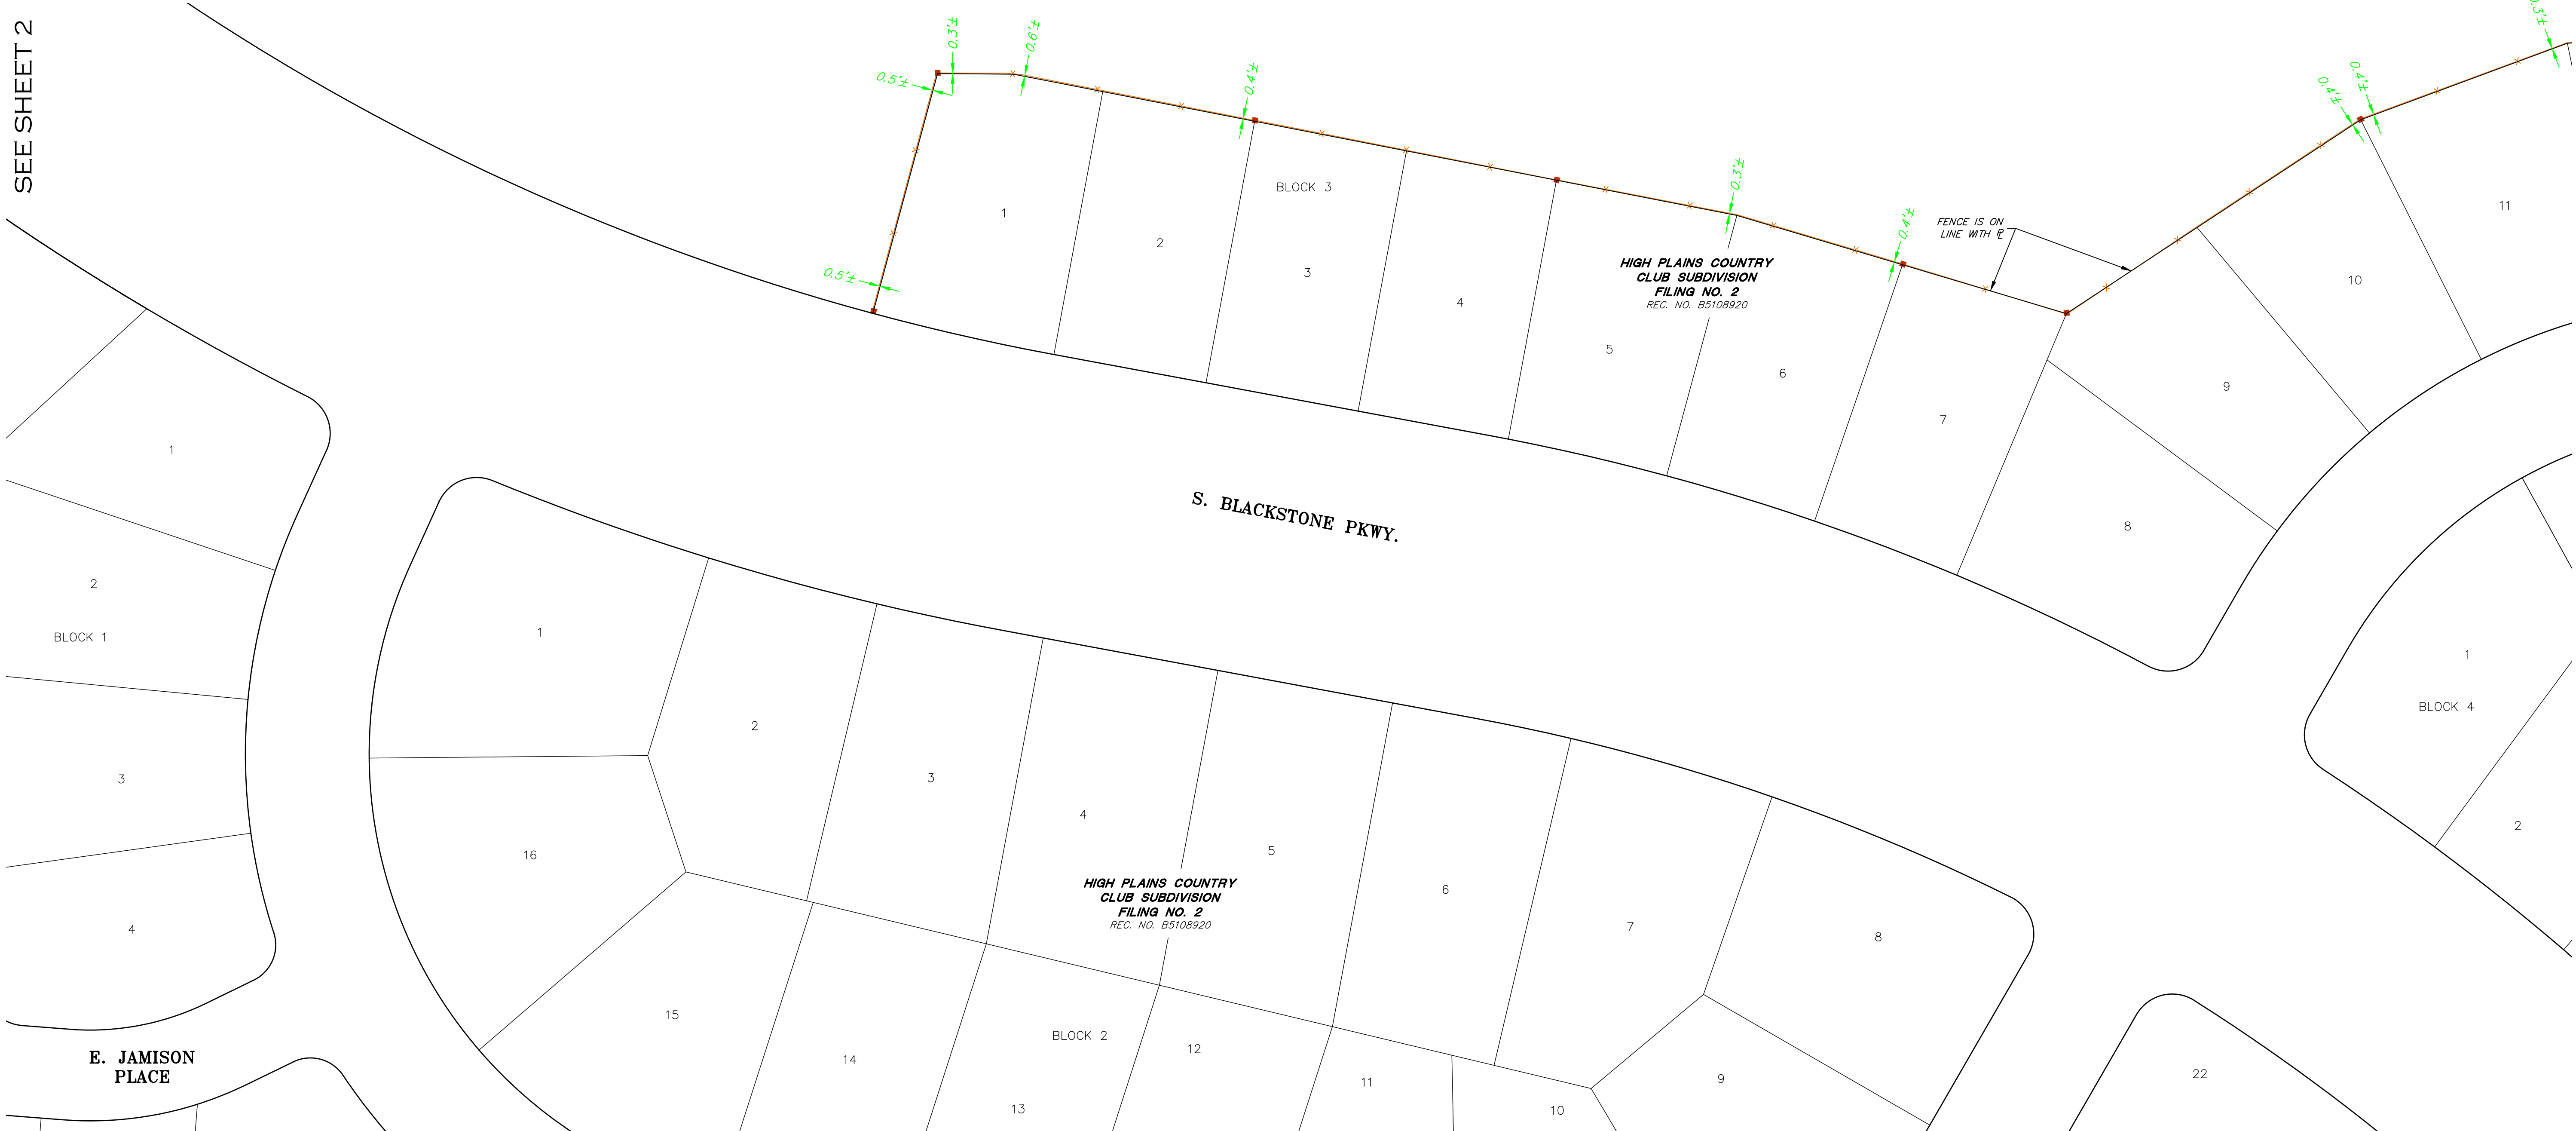 SEE SHEET 2
0.3'±
0.6'±
0.5'±
0.4'±
0.5'±
0.3'±
0.4'±
0.4'±
0.4'±
0.3'±
FENCE IS ON
LINE WITH ⅊
BLOCK 3
1
2
3
4
5
6
7
8
9
10
11
HIGH PLAINS COUNTRY
CLUB SUBDIVISION
FILING NO. 2
REC. NO. B5108920
S. BLACKSTONE PKWY.
1
2
BLOCK 1
3
4
E. JAMISON
PLACE
1
2
3
4
5
6
7
8
HIGH PLAINS COUNTRY
CLUB SUBDIVISION
FILING NO. 2
REC. NO. B5108920
16
15
14
BLOCK 2
13
12
11
10
9
1
BLOCK 4
2
22